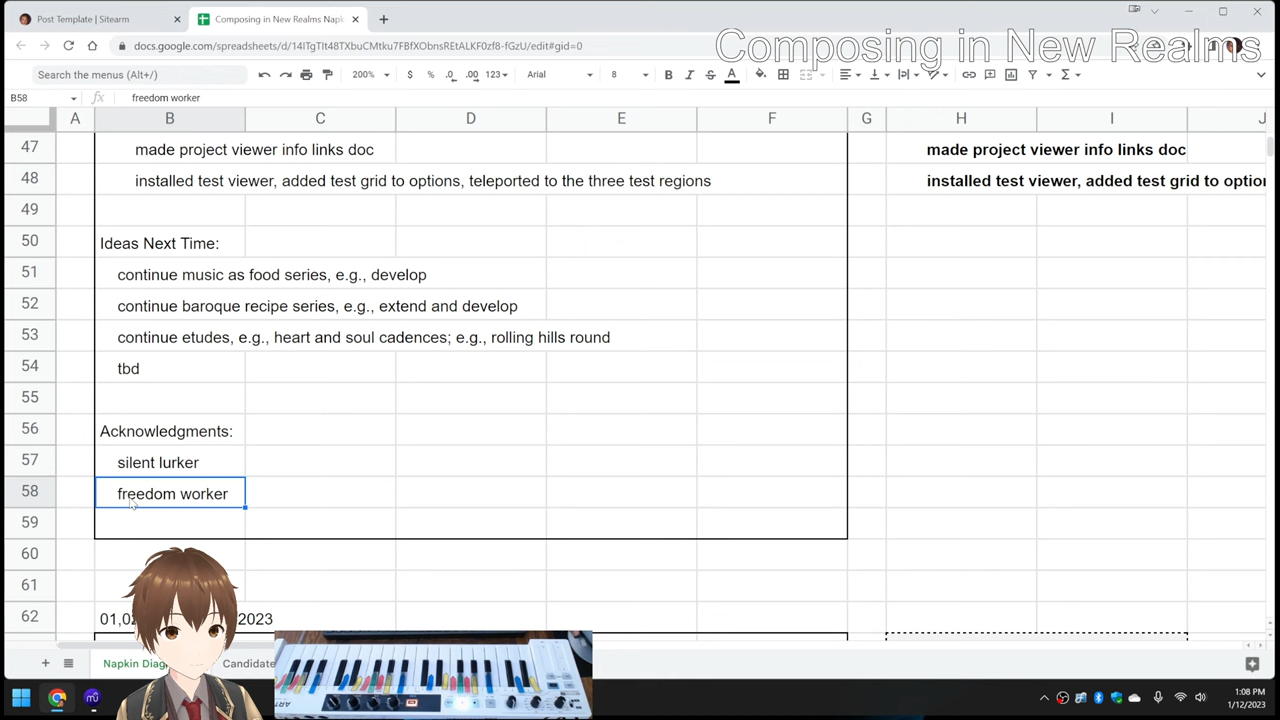 Post Template | Sitearm
Composing in New Realms Napk
docs.google.com/spreadsheets/d/14ITgTIt48TXbuCMtku7FBfXObnsREtALKF0zf8-fGzU/edit#gid=0
Composing in New Realms
Search the menus (Alt+/)
200%
$
%
.0
.00
123
Arial
8
B
I
S
A
B58
fx
freedom worker
A
B
C
D
E
F
G
H
I
J
47
made project viewer info links doc
made project viewer info links doc
48
installed test viewer, added test grid to options, teleported to the three test regions
installed test viewer, added test grid to option
49
50
Ideas Next Time:
51
continue music as food series, e.g., develop
52
continue baroque recipe series, e.g., extend and develop
53
continue etudes, e.g., heart and soul cadences; e.g., rolling hills round
54
tbd
55
56
Acknowledgments:
57
silent lurker
58
freedom worker
59
60
61
62
2023
Napkin Diag
Candidate
1:08 PM
1/12/2023